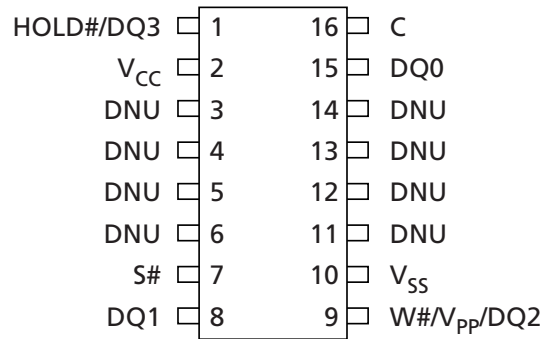 HOLD#/DQ3 1 16 C
VCC 2 15 DQ0
DNU 3 14 DNU
DNU 4 13 DNU
DNU 5 12 DNU
DNU 6 11 DNU
S# 7 10 VSS
DQ1 8 9 W#/VPP/DQ2